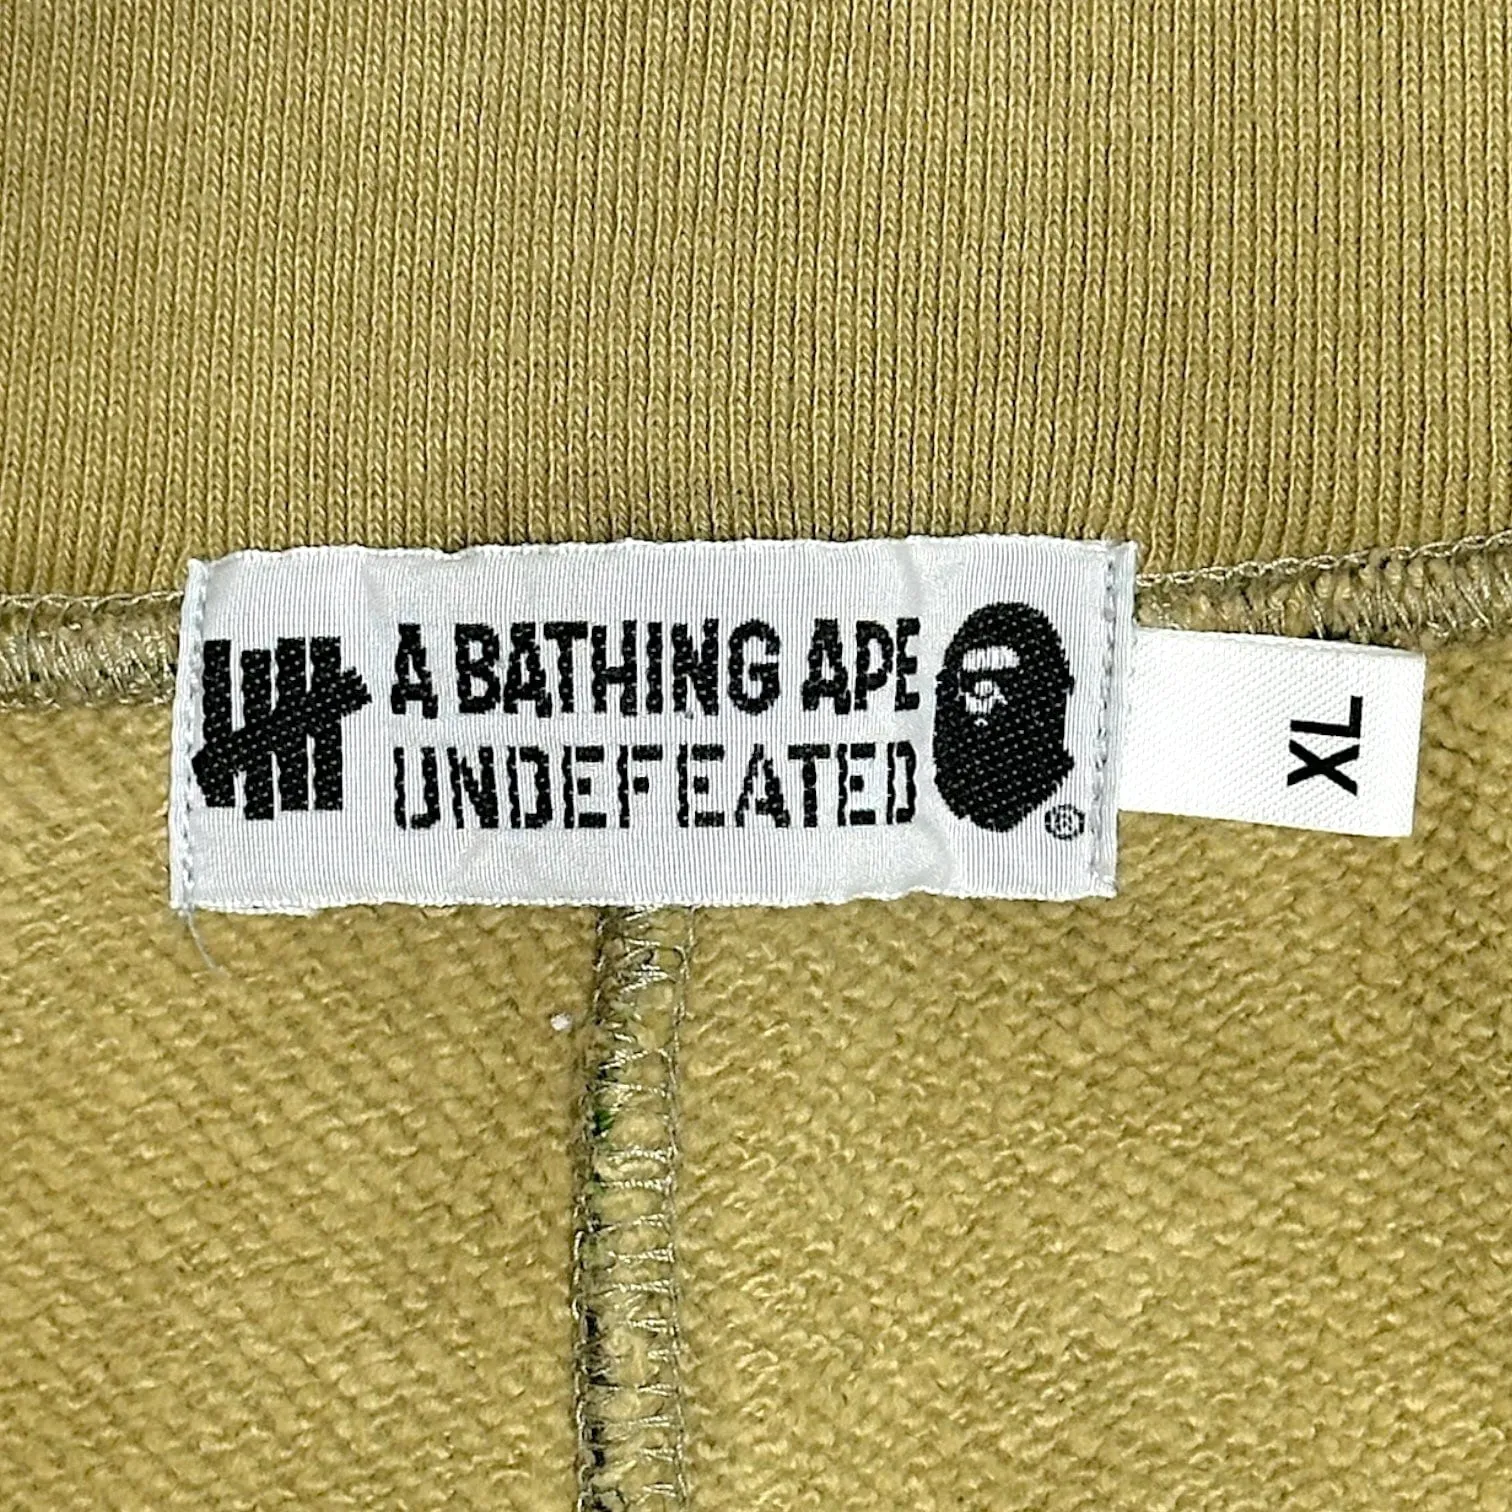 A BATHING APE
UNDEFEATED
®
XL